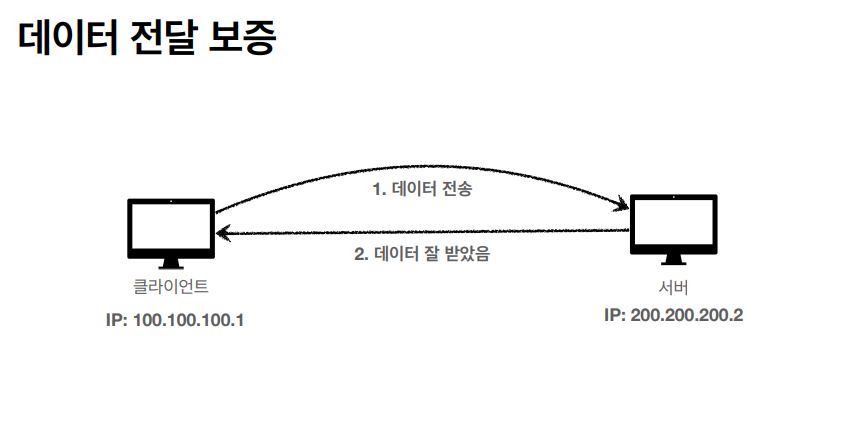 데이터 전달 보증
1. 데이터 전송
2. 데이터 잘 받았음
클라이언트
IP: 100.100.100.1
서버
IP: 200.200.200.2